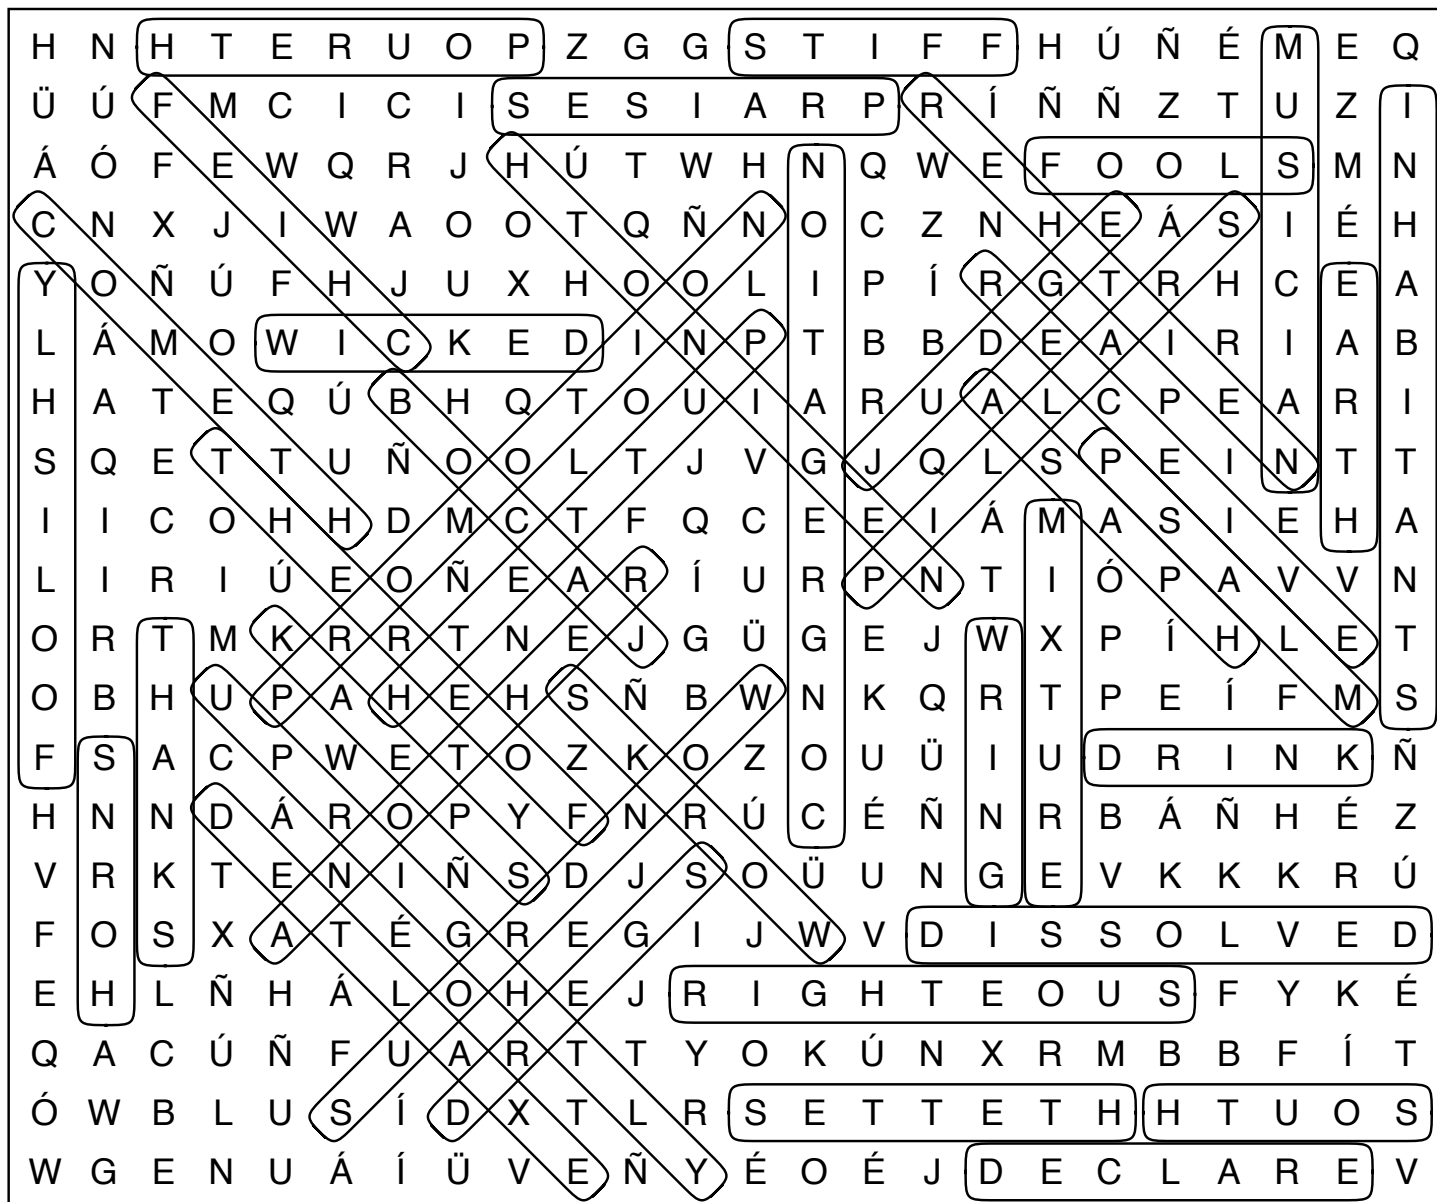 H N H T E R U O P Z G G S T I F F H Ú Ñ É M E Q
Ü Ú F M C I C I S E S I A R P R Í Ñ Ñ Z T U Z I
Á Ó F E W Q R J H Ú T W H N Q W E F O O L S M N
C N X J I W A O O T Q Ñ N O C Z N H E Á S I É H
Y O Ñ Ú F H J U X H O O L I P Í R G T R H C E A
L Á M O W I C K E D I N P T B B D E A I R I A B
H A T E Q Ú B H Q T O U I A R U A L C P E A R I
S Q E T T U Ñ O O L T J V G J Q L S P E I N T T
I I C O H H D M C T F Q C E E I Á M A S I E H A
L I R I Ú E O Ñ E A R Í U R P N T I Ó P A V V N
O R T M K R R T N E J G Ü G E J W X P Í H L E T
O B H U P A H E H S Ñ B W N K Q R T P E Í F M S
F S A C P W E T O Z K O Z O U Ü I U D R I N K Ñ
H N N D Á R O P Y F N R Ú C É Ñ N R B Á Ñ H É Z
V R K T E N I Ñ S D J S O Ü U N G E V K K K R Ú
F O S X A T É G R E G I J W V D I S S O L V E D
E H L Ñ H Á L O H E J R I G H T E O U S F Y K É
Q A C Ú Ñ F U A R T T Y O K Ú N X R M B B F Í T
Ó W B L U S Í D X T L R S E T T E T H H T U O S
W G E N U Á Í Ü V E Ñ Y É O É J D E C L A R E V